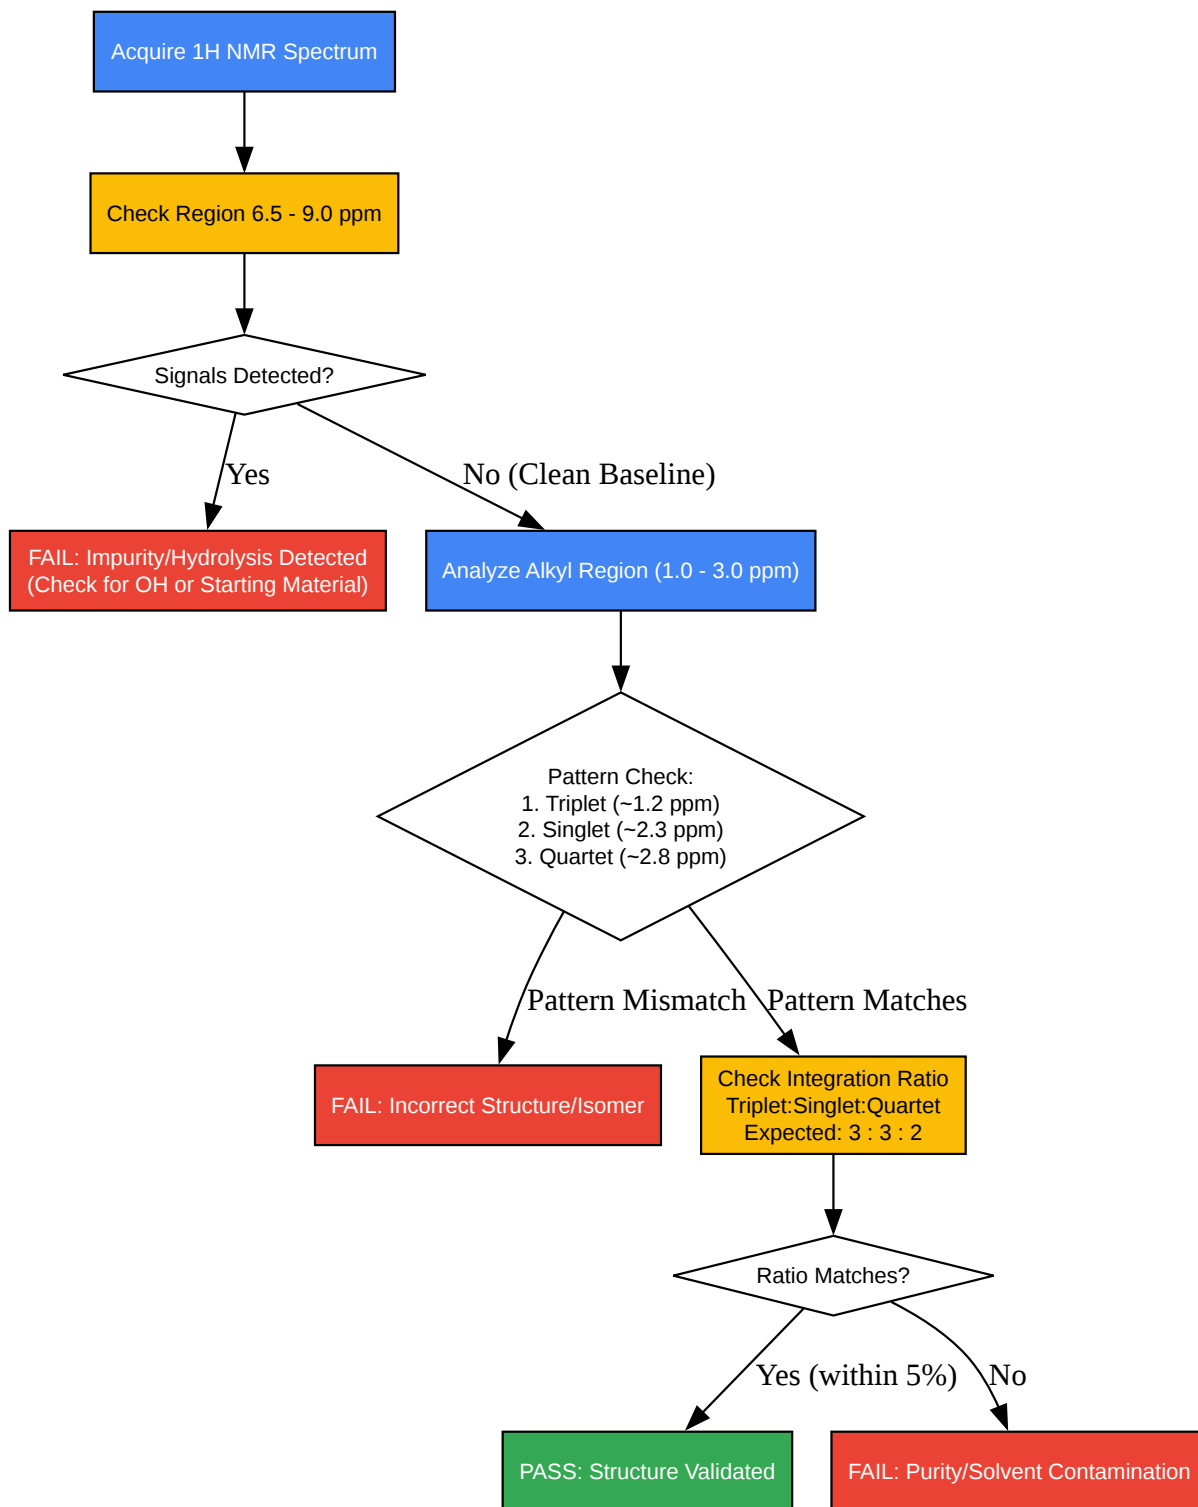 Acquire 1H NMR Spectrum
Check Region 6.5 - 9.0 ppm
Signals Detected?
Yes
No (Clean Baseline)
FAIL: Impurity/Hydrolysis Detected
(Check for OH or Starting Material)
Analyze Alkyl Region (1.0 - 3.0 ppm)
Pattern Check:
1. Triplet (~1.2 ppm)
2. Singlet (~2.3 ppm)
3. Quartet (~2.8 ppm)
Pattern Mismatch
Pattern Matches
FAIL: Incorrect Structure/Isomer
Check Integration Ratio
Triplet:Singlet:Quartet
Expected: 3 : 3 : 2
Ratio Matches?
Yes (within 5%)
No
PASS: Structure Validated
FAIL: Purity/Solvent Contamination